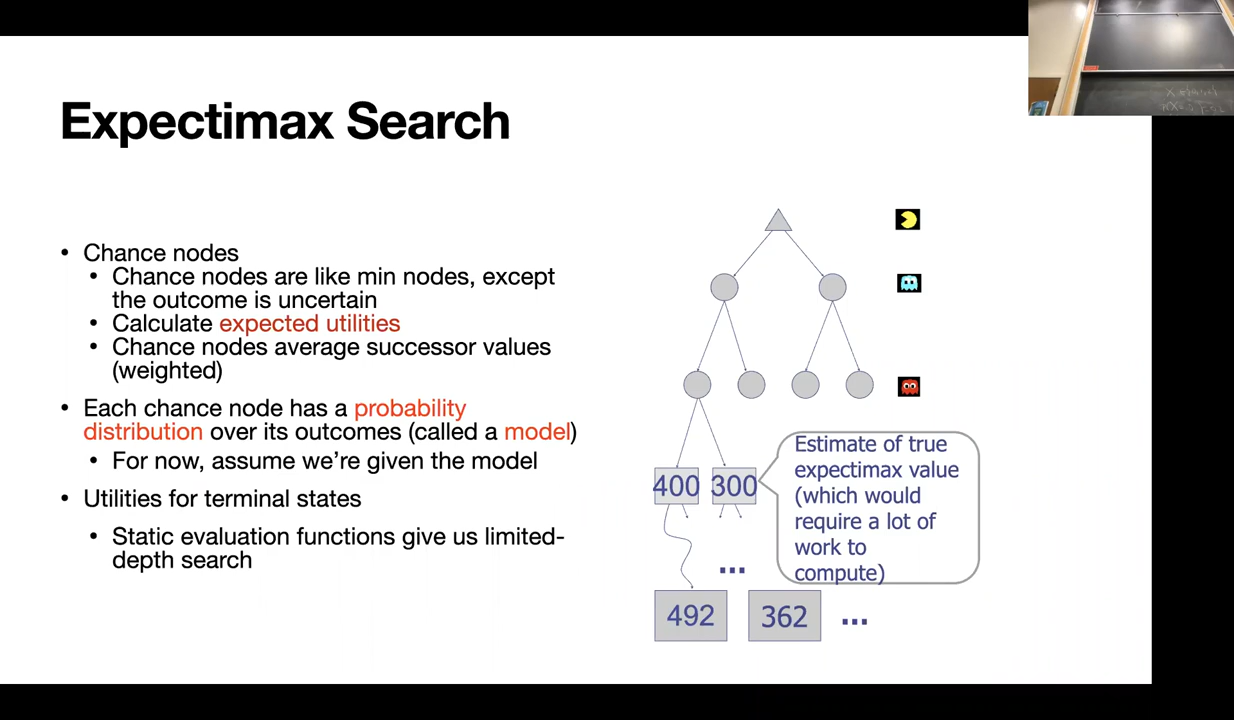 Expectimax Search
• Chance nodes
• Chance nodes are like min nodes, except
the outcome is uncertain
• Calculate expected utilities
• Chance nodes average successor values
(weighted)
• Each chance node has a probability
distribution over its outcomes (called a model)
• For now, assume we're given the model
• Utilities for terminal states
• Static evaluation functions give us limited-
depth search
400 300
Estimate of true
expectimax value
(which would
require a lot of
work to
compute)
...
492 362 ...